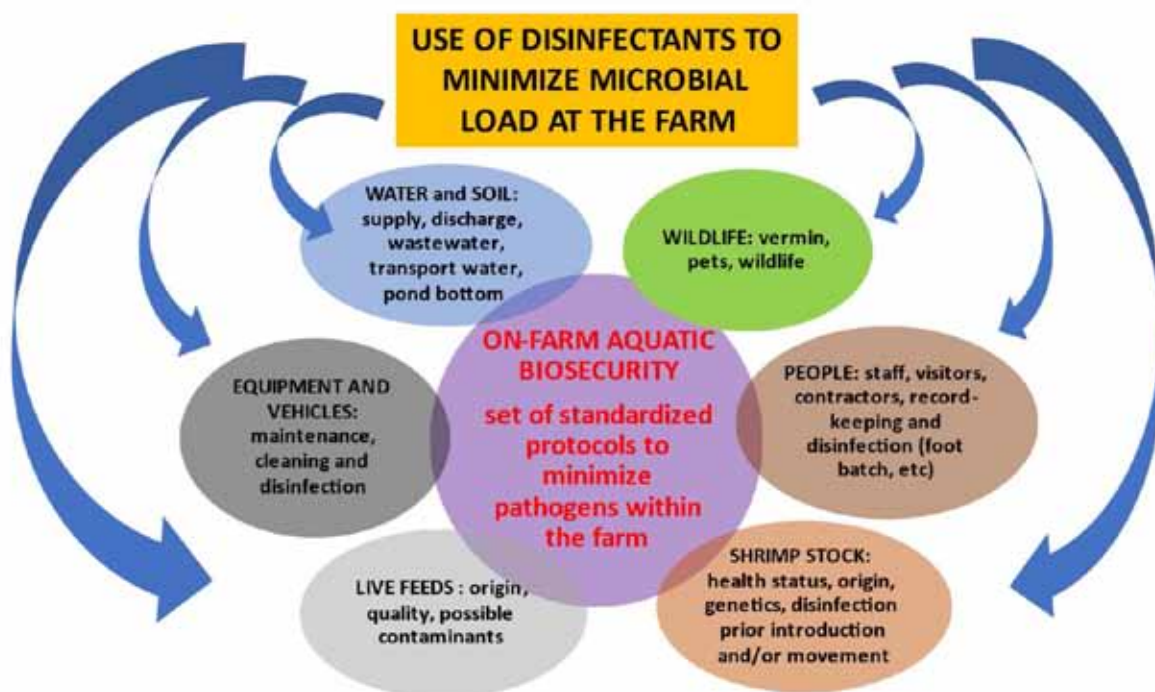 USE OF DISINFECTANTS TO
MINIMIZE MICROBIAL
LOAD AT THE FARM
WATER and SOIL:
supply, discharge,
wastewater,
transport water,
pond bottom
WILDLIFE: vermin,
pets, wildlife
ON-FARM AQUATIC
BIOSECURITY
set of standardized
protocols to
minimize
pathogens within
the farm
EQUIPMENT AND
VEHICLES:
maintenance,
cleaning and
disinfection
PEOPLE: staff, visitors,
contractors, record-
keeping and
disinfection (foot
batch, etc)
LIVE FEEDS : origin,
quality, possible
contaminants
SHRIMP STOCK:
health status, origin,
genetics, disinfection
prior introduction
and/or movement